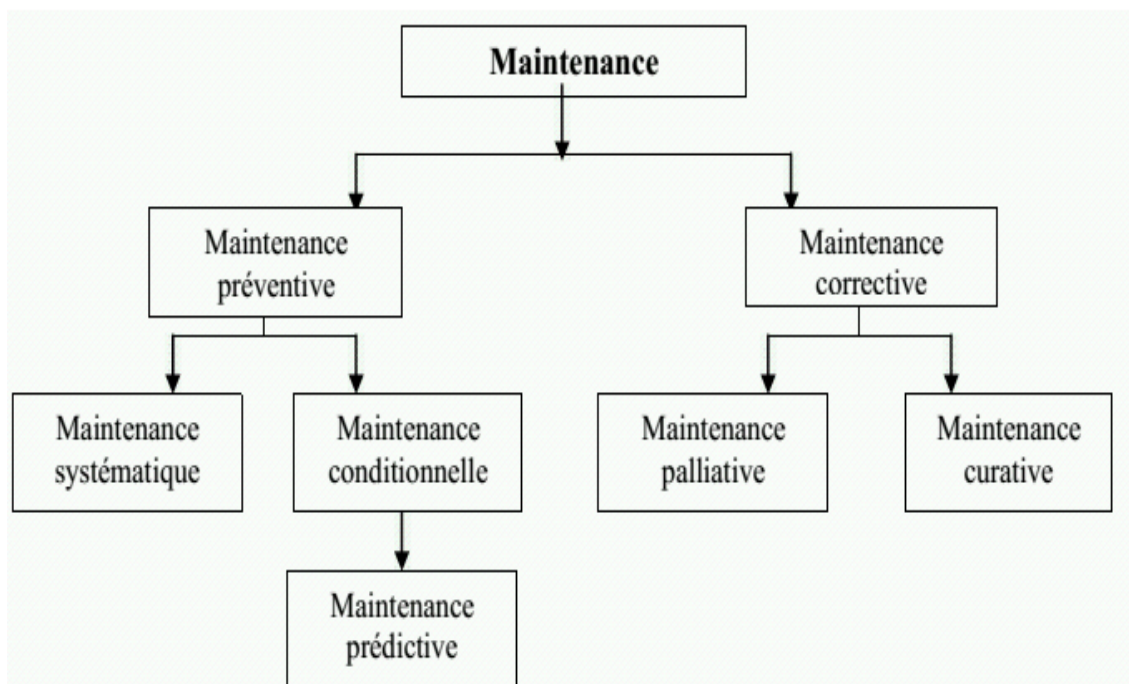 Maintenance
Maintenance
préventive
Maintenance
corrective
Maintenance
systématique
Maintenance
conditionnelle
Maintenance
palliative
Maintenance
curative
Maintenance
prédictive